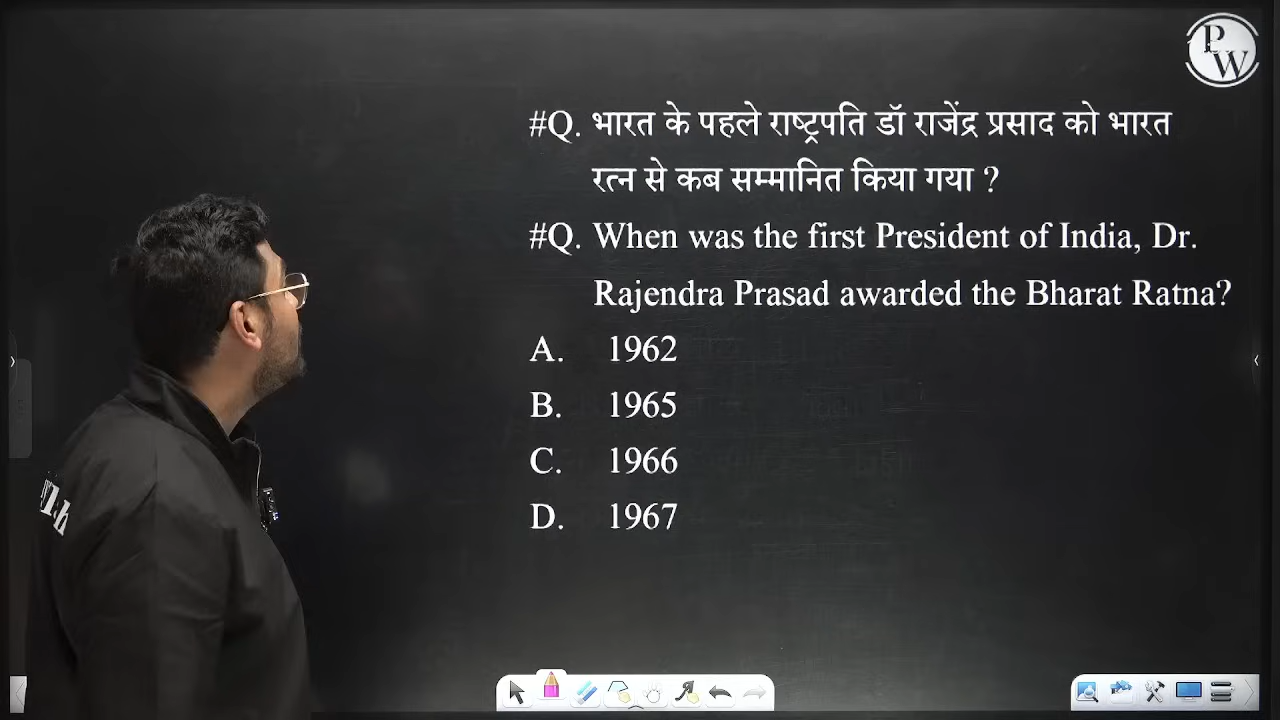 PW
#Q. भारत के पहले राष्ट्रपति डॉ राजेंद्र प्रसाद को भारत
रत्न से कब सम्मानित किया गया ?
#Q. When was the first President of India, Dr.
Rajendra Prasad awarded the Bharat Ratna?
A. 1962
B. 1965
C. 1966
D. 1967